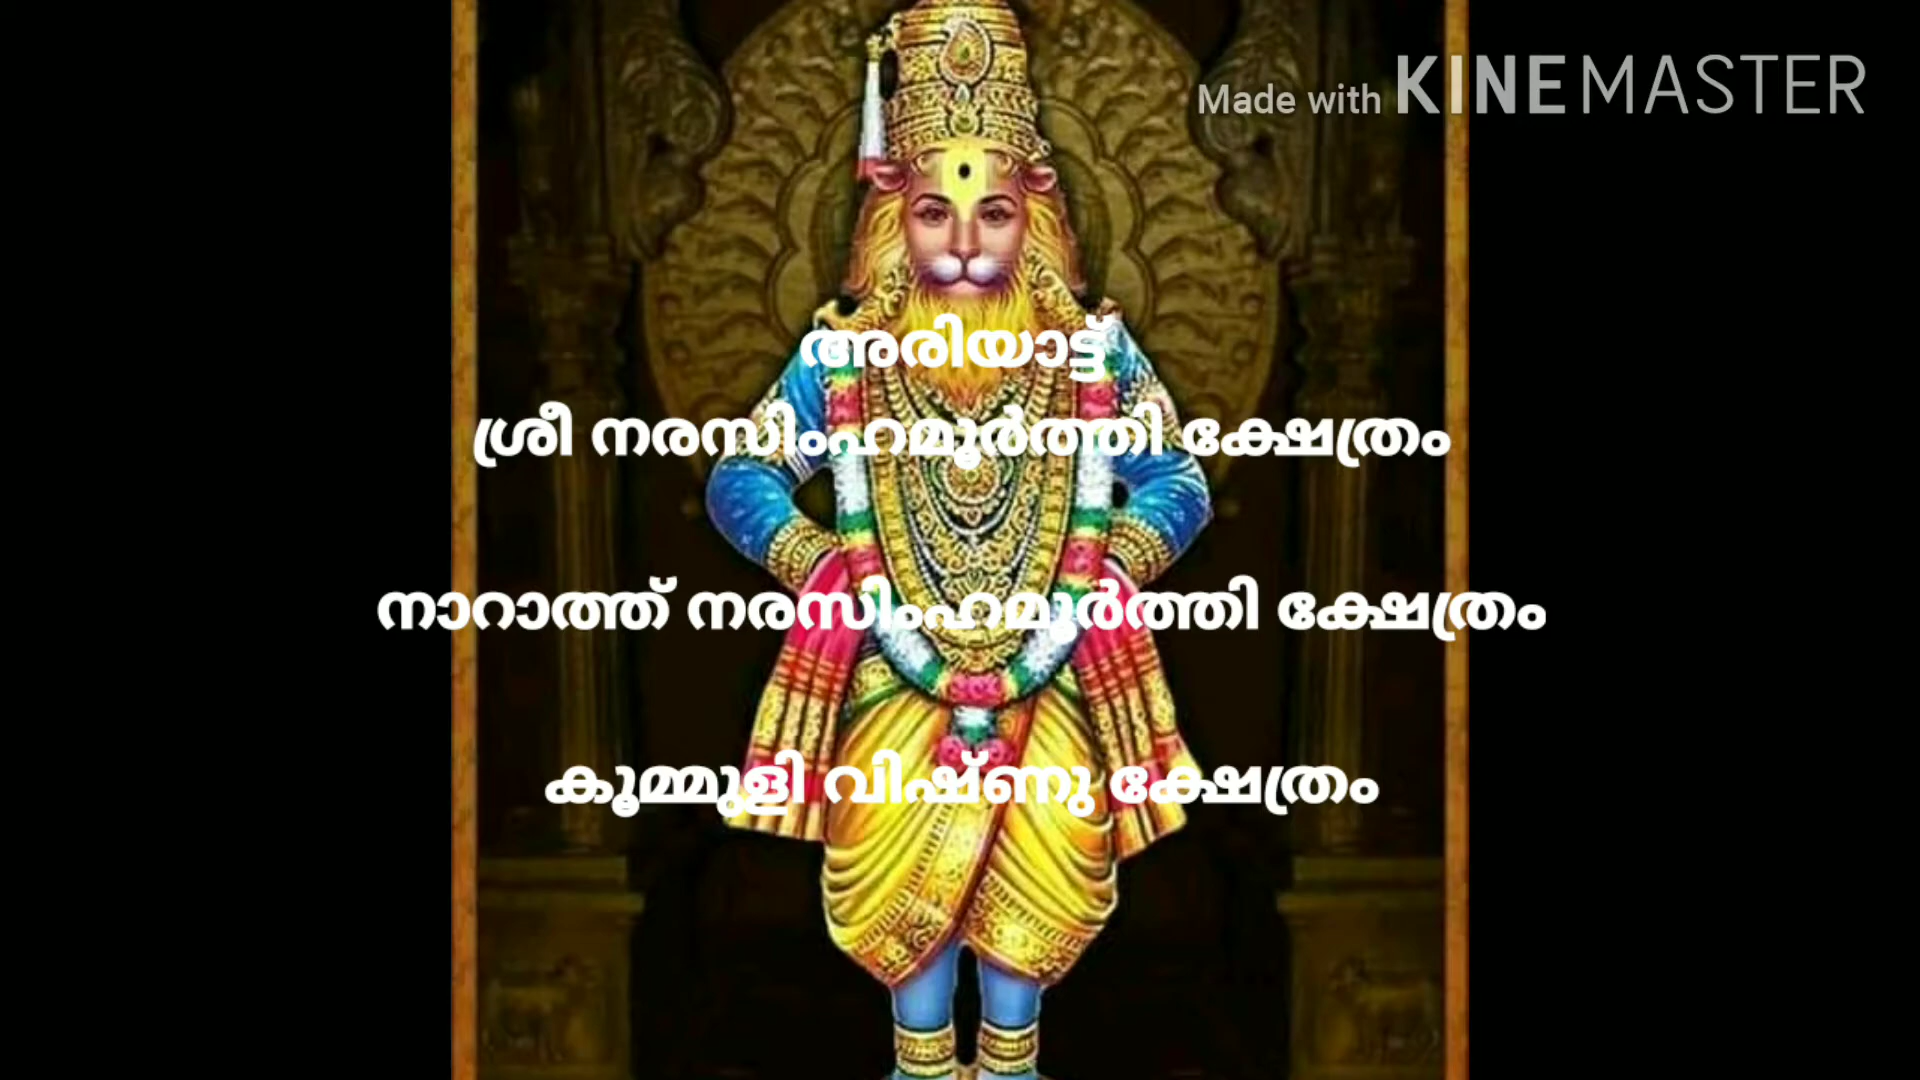 Made with KINEMASTER
അരിയാട്ട്
ശ്രീ നരസിംഹമൂർത്തി ക്ഷേത്രം
നാറാത്ത് നരസിംഹമൂർത്തി ക്ഷേത്രം
കൂമ്മുളി വിഷ്ണു ക്ഷേത്രം